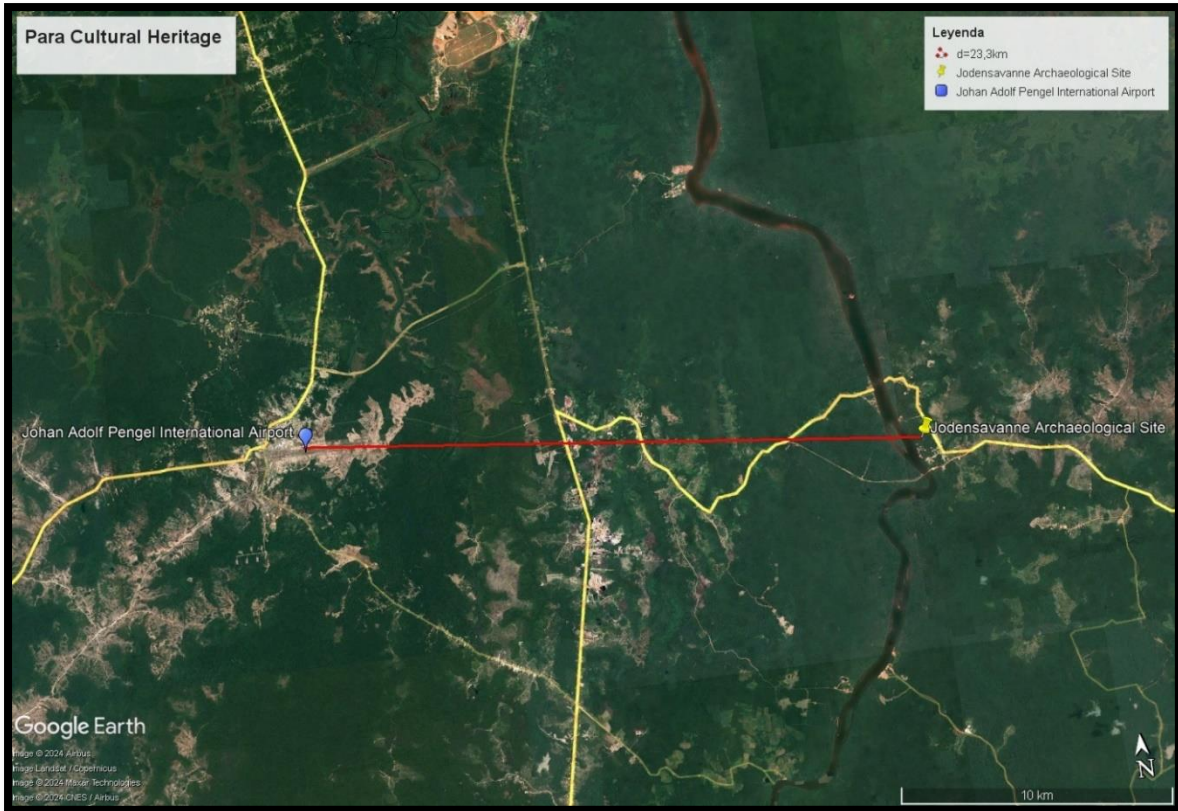 Para Cultural Heritage
Leyenda
d=23,3km
Jodensavanne Archaeological Site
Johan Adolf Pengel International Airport
Johan Adolf Pengel International Airport
Jodensavanne Archaeological Site
Google Earth
Image © 2024 Airbus
Image Landsat / Copernicus
Image © 2024 Maxar Technologies
Image © 2024 CNES / Airbus
N
10 km